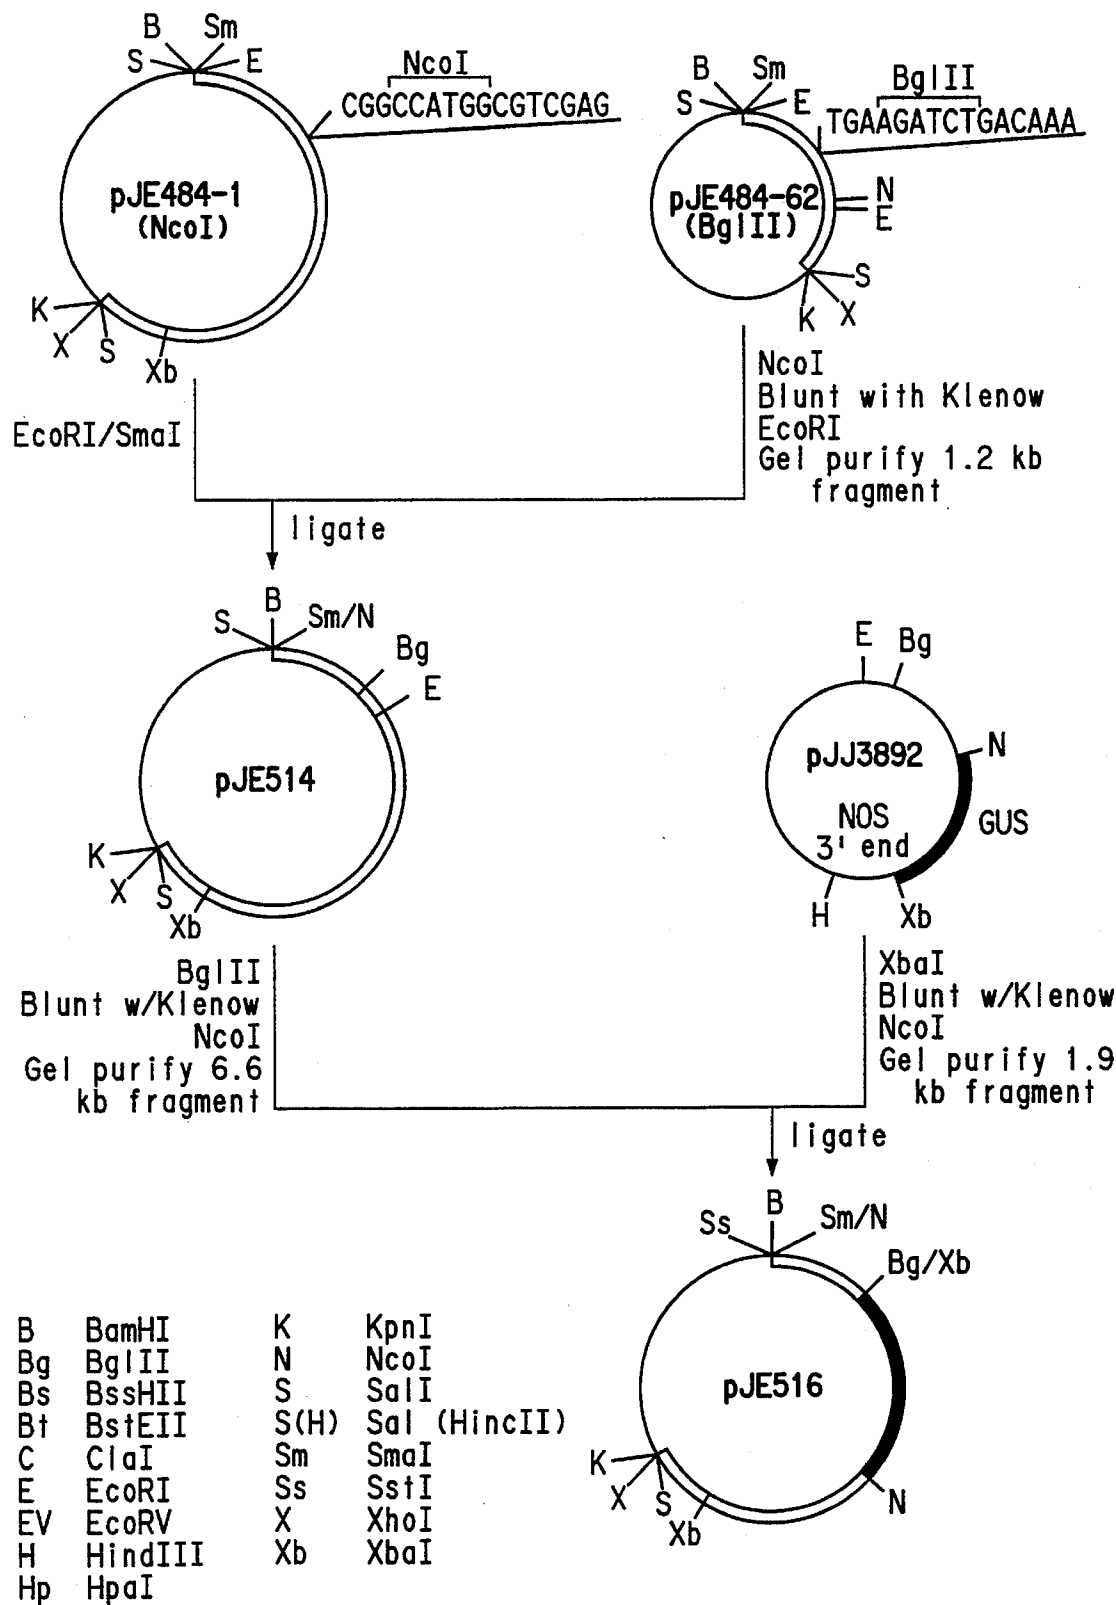 B
Sm
S
E
NcoI
CGGCCATGGCGTCGAG
pJE484-1
(NcoI)
K
X
S
Xb
B
Sm
S
E
BglII
TGAAGATCTGACAAA
pJE484-62
(BglII)
N
E
S
X
K
EcoRI/SmaI
NcoI
Blunt with Klenow
EcoRI
Gel purify 1.2 kb
fragment
ligate
B
S
Sm/N
Bg
E
pJE514
K
X
S
Xb
E
Bg
N
pJJ3892
NOS
3' end
GUS
H
Xb
BglII
Blunt w/Klenow
NcoI
Gel purify 6.6
kb fragment
XbaI
Blunt w/Klenow
NcoI
Gel purify 1.9
kb fragment
ligate
B
Ss
Sm/N
Bg/Xb
pJE516
K
X
S
Xb
N
B BamHI K KpnI
Bg BglII N NcoI
Bs BssHII S SalI
Bt BstEII S(H) Sal (HincII)
C ClaI Sm SmaI
E EcoRI Ss SstI
EV EcoRV X XhoI
H HindIII Xb XbaI
Hp HpaI